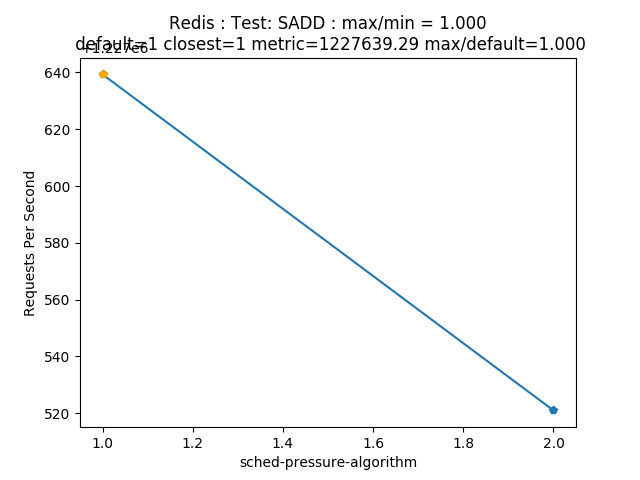 Redis : Test: SADD : max/min = 1.000
default=1 closest=1 metric=1227639.29 max/default=1.000
+1.227e6
640
620
600
580
560
540
520
Requests Per Second
1.0 1.2 1.4 1.6 1.8 2.0
sched-pressure-algorithm